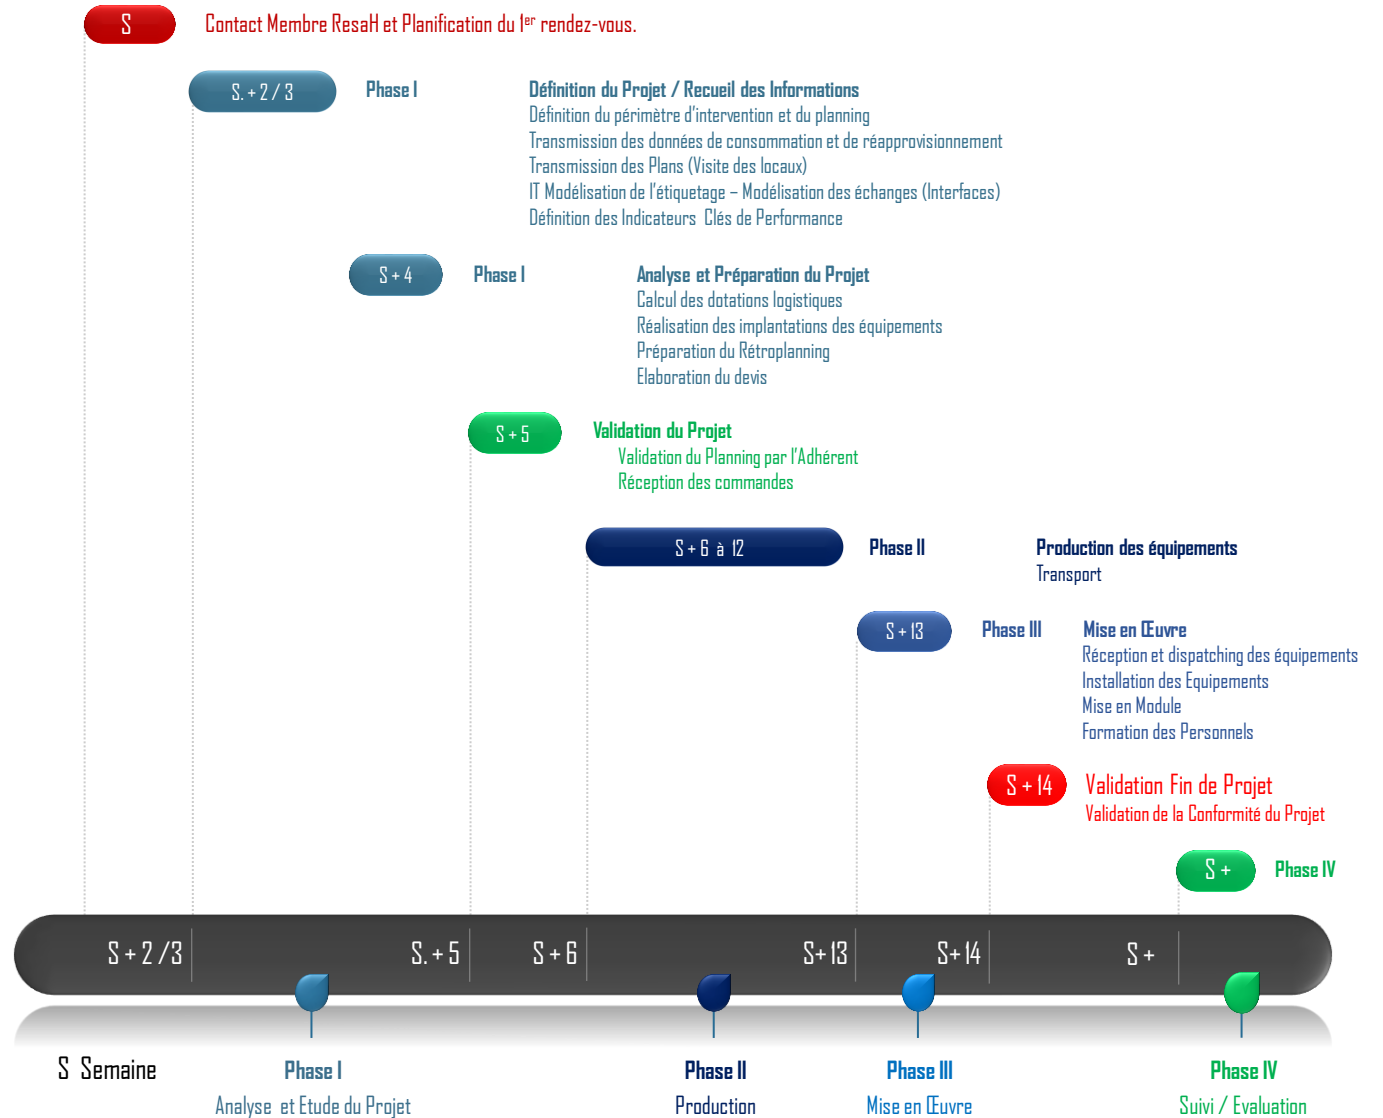 S Contact Membre ResaH et Planification du 1er rendez-vous.
S. + 2 / 3 Phase I Définition du Projet / Recueil des Informations
Définition du périmètre d'intervention et du planning
Transmission des données de consommation et de réapprovisionnement
Transmission des Plans (Visite des locaux)
IT Modélisation de l'étiquetage – Modélisation des échanges (Interfaces)
Définition des Indicateurs Clés de Performance
S + 4 Phase I Analyse et Préparation du Projet
Calcul des dotations logistiques
Réalisation des implantations des équipements
Préparation du Rétroplanning
Elaboration du devis
S + 5 Validation du Projet
Validation du Planning par l'Adhérent
Réception des commandes
S + 6 à 12 Phase II Production des équipements
Transport
S + 13 Phase III Mise en Œuvre
Réception et dispatching des équipements
Installation des Equipements
Mise en Module
Formation des Personnels
S + 14 Validation Fin de Projet
Validation de la Conformité du Projet
S + Phase IV
S + 2 /3 S. + 5 S + 6 S+ 13 S+ 14 S +
S Semaine Phase I Phase II Phase III Phase IV
Analyse et Etude du Projet Production Mise en Œuvre Suivi / Evaluation